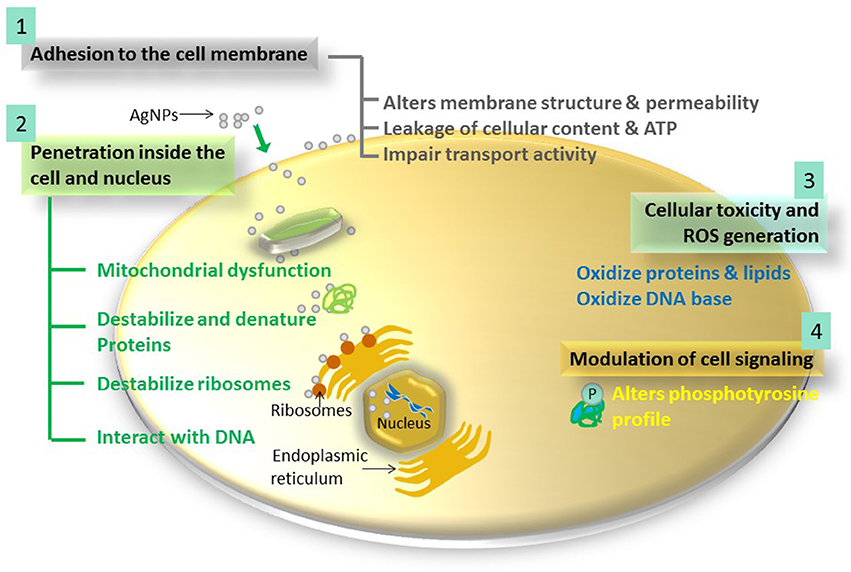 1
Adhesion to the cell membrane
Alters membrane structure & permeability
Leakage of cellular content & ATP
Impair transport activity
AgNPs
2
Penetration inside the
cell and nucleus
Mitochondrial dysfunction
Destabilize and denature
Proteins
Destabilize ribosomes
Interact with DNA
Ribosomes
Nucleus
Endoplasmic
reticulum
3
Cellular toxicity and
ROS generation
Oxidize proteins & lipids
Oxidize DNA base
4
Modulation of cell signaling
P
Alters phosphotyrosine
profile